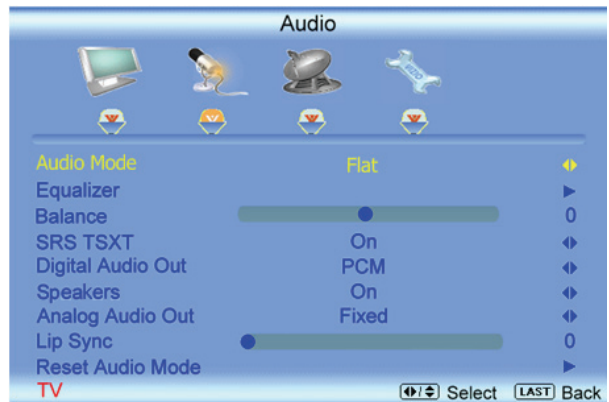 Audio
VIZIO
Audio Mode Flat
Equalizer
Balance 0
SRS TSXT On
Digital Audio Out PCM
Speakers On
Analog Audio Out Fixed
Lip Sync 0
Reset Audio Mode
TV Select LAST Back